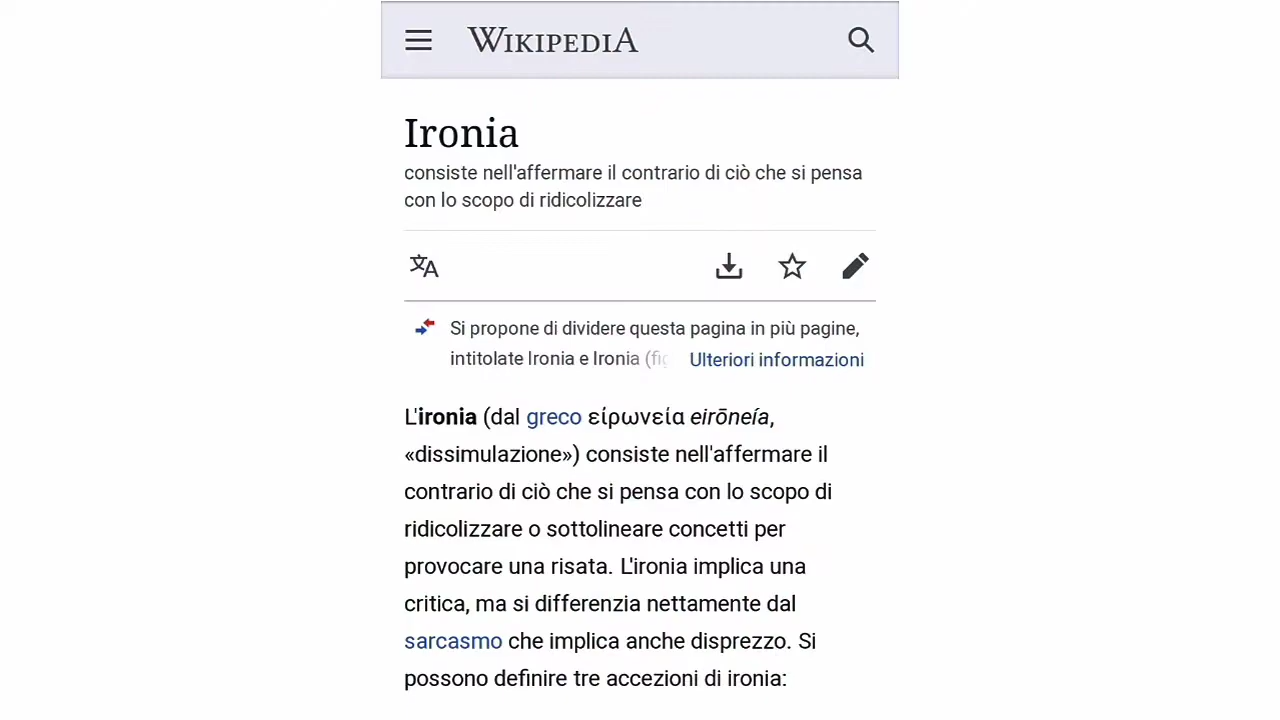 WIKIPEDIA
Ironia
consiste nell'affermare il contrario di ciò che si pensa
con lo scopo di ridicolizzare
Si propone di dividere questa pagina in più pagine,
intitolate Ironia e Ironia (fig Ulteriori informazioni
L'ironia (dal greco εἰρωνεία eirōneía,
«dissimulazione») consiste nell'affermare il
contrario di ciò che si pensa con lo scopo di
ridicolizzare o sottolineare concetti per
provocare una risata. L'ironia implica una
critica, ma si differenzia nettamente dal
sarcasmo che implica anche disprezzo. Si
possono definire tre accezioni di ironia: